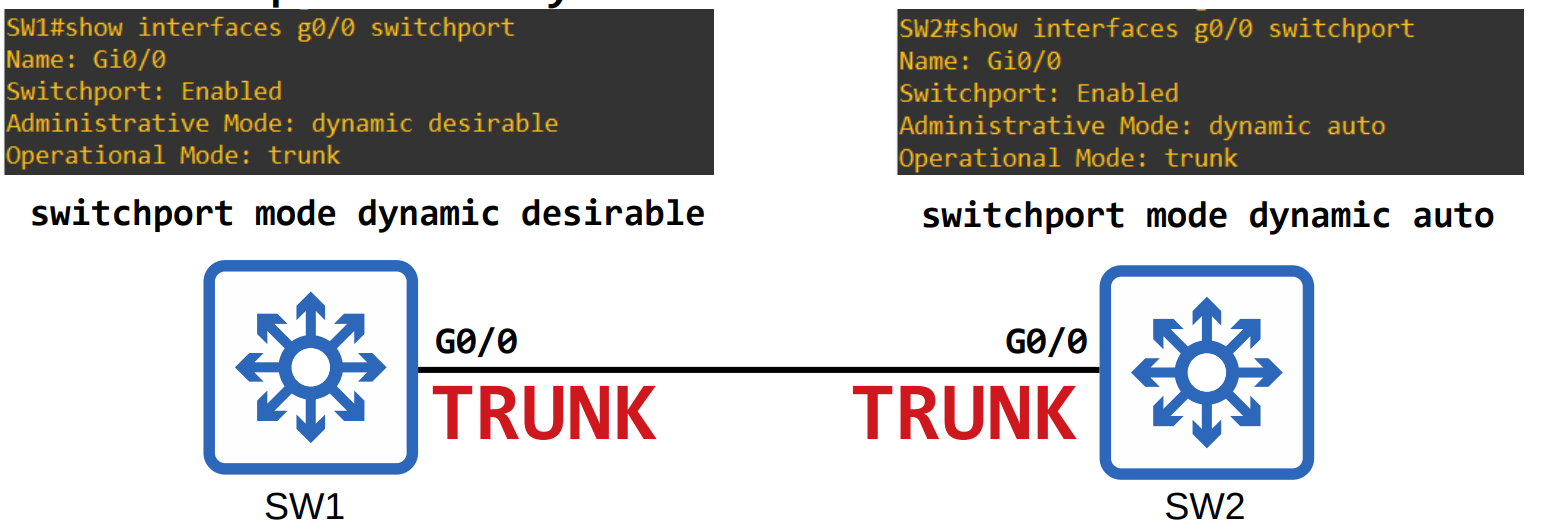 SW1#show interfaces g0/0 switchport
Name: Gi0/0
Switchport: Enabled
Administrative Mode: dynamic desirable
Operational Mode: trunk
SW2#show interfaces g0/0 switchport
Name: Gi0/0
Switchport: Enabled
Administrative Mode: dynamic auto
Operational Mode: trunk
switchport mode dynamic desirable
switchport mode dynamic auto
G0/0
G0/0
TRUNK
TRUNK
SW1
SW2